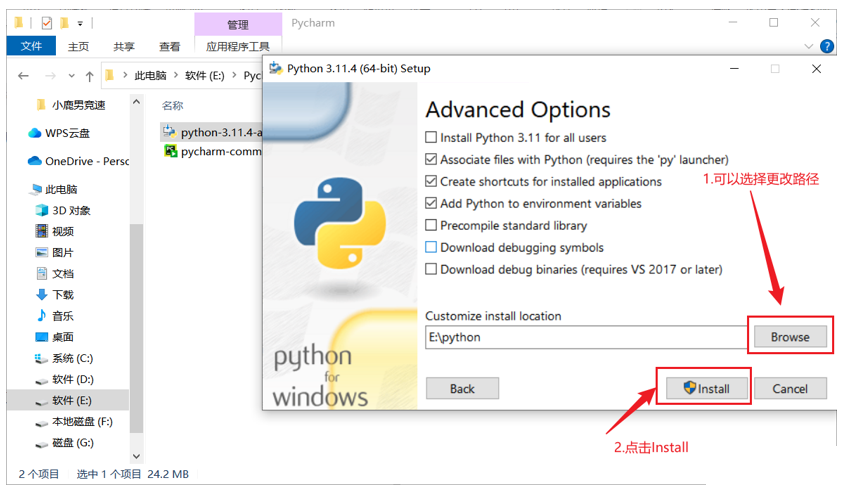 管理
Pycharm
文件
主页
共享
查看
应用程序工具
此电脑 软件 (E:) Pyc
小鹿男竞速
WPS云盘
OneDrive - Perso
此电脑
3D 对象
视频
图片
文档
下载
音乐
桌面
系统 (C:)
软件 (D:)
软件 (E:)
本地磁盘 (F:)
磁盘 (G:)
名称
python-3.11.4-a
pycharm-comm
2 个项目 选中 1 个项目 24.2 MB
Python 3.11.4 (64-bit) Setup
Advanced Options
Install Python 3.11 for all users
Associate files with Python (requires the 'py' launcher)
Create shortcuts for installed applications
Add Python to environment variables
Precompile standard library
Download debugging symbols
Download debug binaries (requires VS 2017 or later)
1.可以选择更改路径
Customize install location
E:\python
Browse
python
for
windows
Back
Install
Cancel
2.点击Install